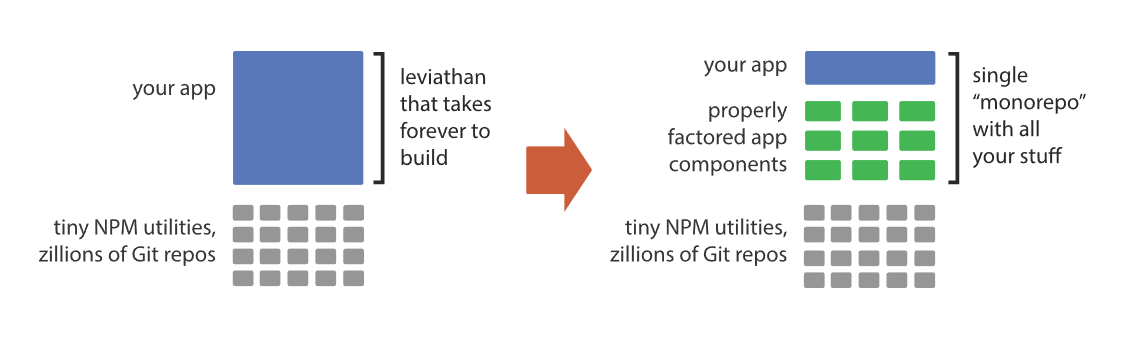 your app
leviathan
that takes
forever to
build
tiny NPM utilities,
zillions of Git repos
your app
properly
factored app
components
single
“monorepo”
with all
your stuff
tiny NPM utilities,
zillions of Git repos